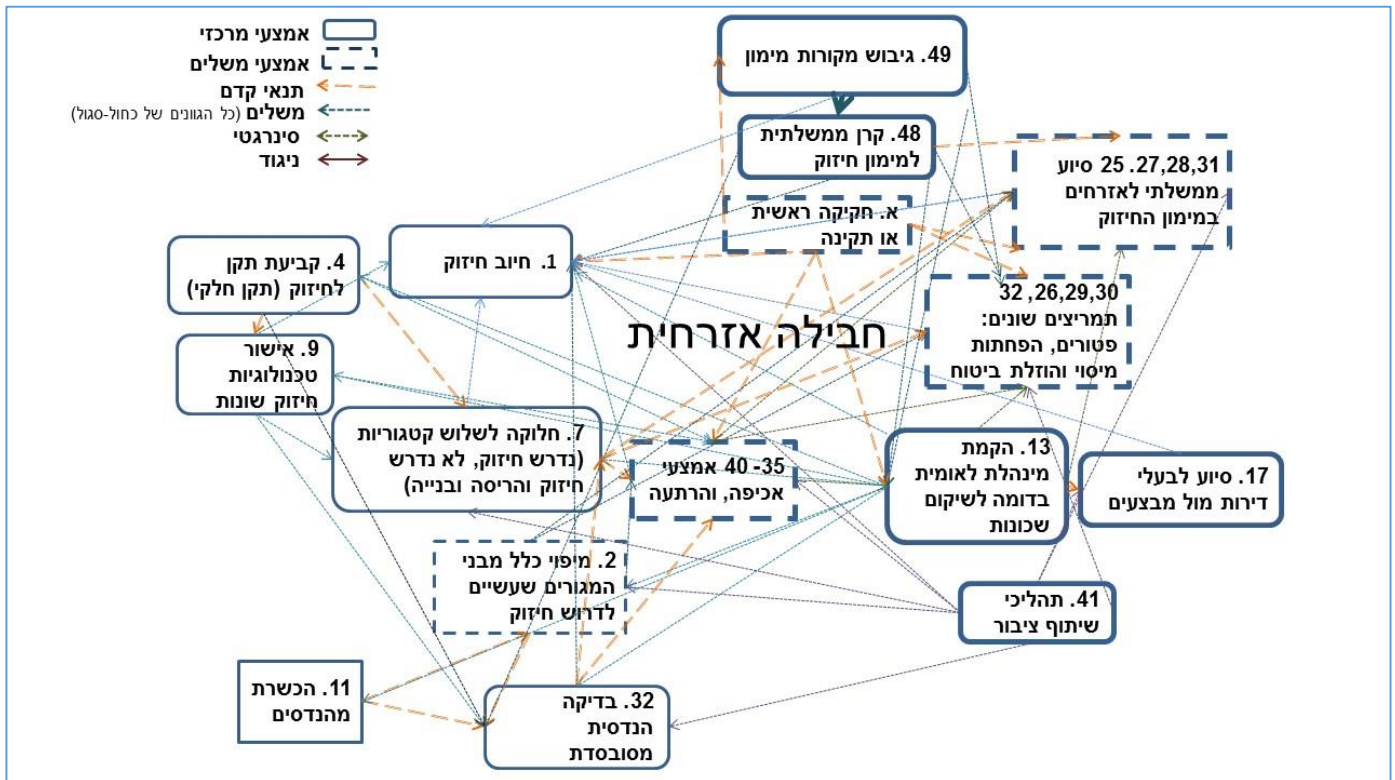 אמצעי מרכזי
אמצעי משלים
תנאי קדם
משלים (כל הגוונים של כחול-סגול)
סינרגטי
ניגוד
49. גיבוש מקורות מימון
48. קרן ממשלתית
למימון חיזוק
25 .27,28,31 סיוע
ממשלתי לאזרחים
במימון החיזוק
א. חקיקה ראשית
או תקינה
1. חיוב חיזוק
4. קביעת תקן
לחיזוק (תקן חלקי)
32 ,26,29,30
תמריצים שונים:
פטורים, הפחתות
מיסוי והוזלת ביטוח
חבילה אזרחית
9. אישור
טכנולוגיות
חיזוק שונות
7. חלוקה לשלוש קטגוריות
(נדרש חיזוק, לא נדרש
חיזוק והריסה ובנייה)
35- 40 אמצעי
אכיפה, והרתעה
13. הקמת
מינהלת לאומית
בדומה לשיקום
שכונות
17. סיוע לבעלי
דירות מול מבצעים
2. מיפוי כלל מבני
המגורים שעשיים
לדרוש חיזוק
41. תהליכי
שיתוף ציבור
11. הכשרת
מהנדסים
32. בדיקה
הנדסית
מסובסדת